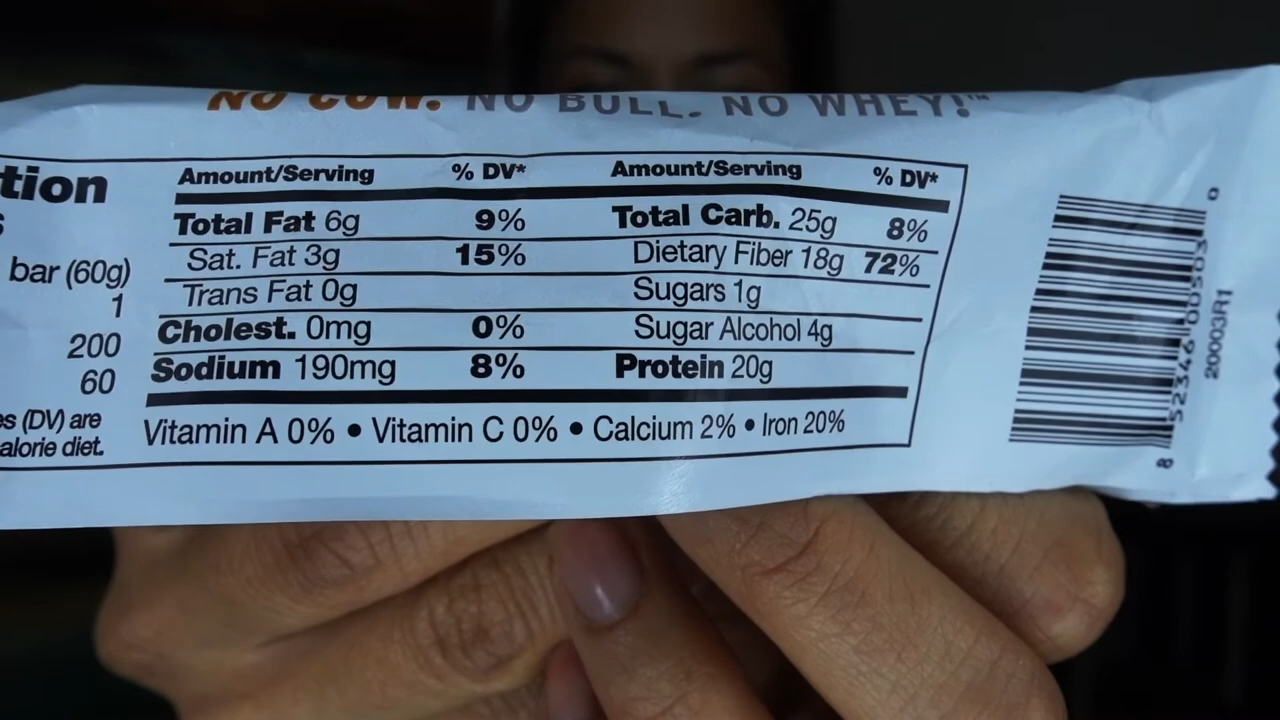 NO COW. NO BULL. NO WHEY!™
tion
bar (60g)
1
200
60
es (DV) are
alorie diet.
Amount/Serving % DV*
Total Fat 6g 9%
Sat. Fat 3g 15%
Trans Fat 0g
Cholest. 0mg 0%
Sodium 190mg 8%
Amount/Serving % DV*
Total Carb. 25g 8%
Dietary Fiber 18g 72%
Sugars 1g
Sugar Alcohol 4g
Protein 20g
Vitamin A 0% • Vitamin C 0% • Calcium 2% • Iron 20%
8 52346 00503 0
20003R1